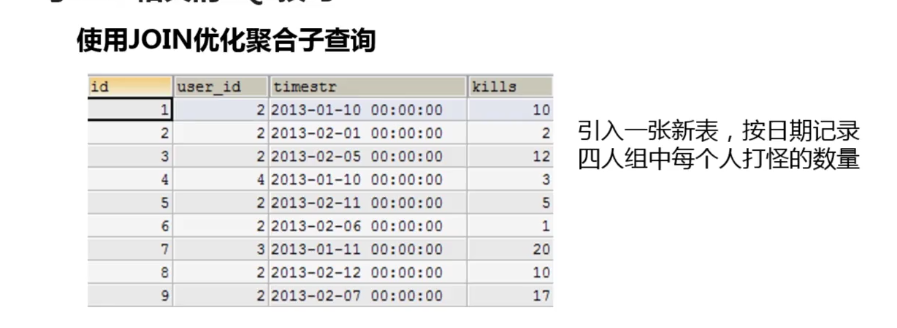 使用JOIN优化聚合子查询
id user_id timestr kills
1 2 2013-01-10 00:00:00 10
2 2 2013-02-01 00:00:00 2
3 2 2013-02-05 00:00:00 12
4 4 2013-01-10 00:00:00 3
5 2 2013-02-11 00:00:00 5
6 2 2013-02-06 00:00:00 1
7 3 2013-01-11 00:00:00 20
8 2 2013-02-12 00:00:00 10
9 2 2013-02-07 00:00:00 17
引入一张新表，按日期记录
四人组中每个人打怪的数量